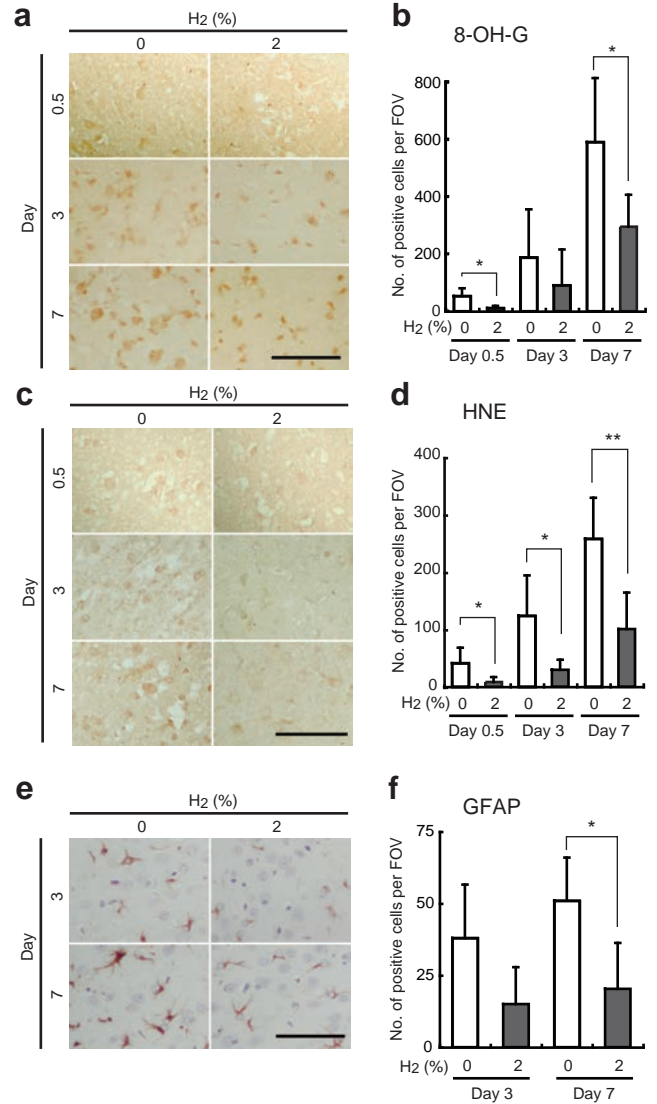 a
H2 (%)
0 2
Day
0.5
3
7
b
8-OH-G
No. of positive cells per FOV
800
600
400
200
0
*
*
H2 (%) 0 2 0 2 0 2
Day 0.5 Day 3 Day 7
c
H2 (%)
0 2
Day
0.5
3
7
d
HNE
No. of positive cells per FOV
400
300
200
100
0
*
*
**
H2 (%) 0 2 0 2 0 2
Day 0.5 Day 3 Day 7
e
H2 (%)
0 2
Day
3
7
f
GFAP
No. of positive cells per FOV
75
50
25
0
*
H2 (%) 0 2 0 2
Day 3 Day 7